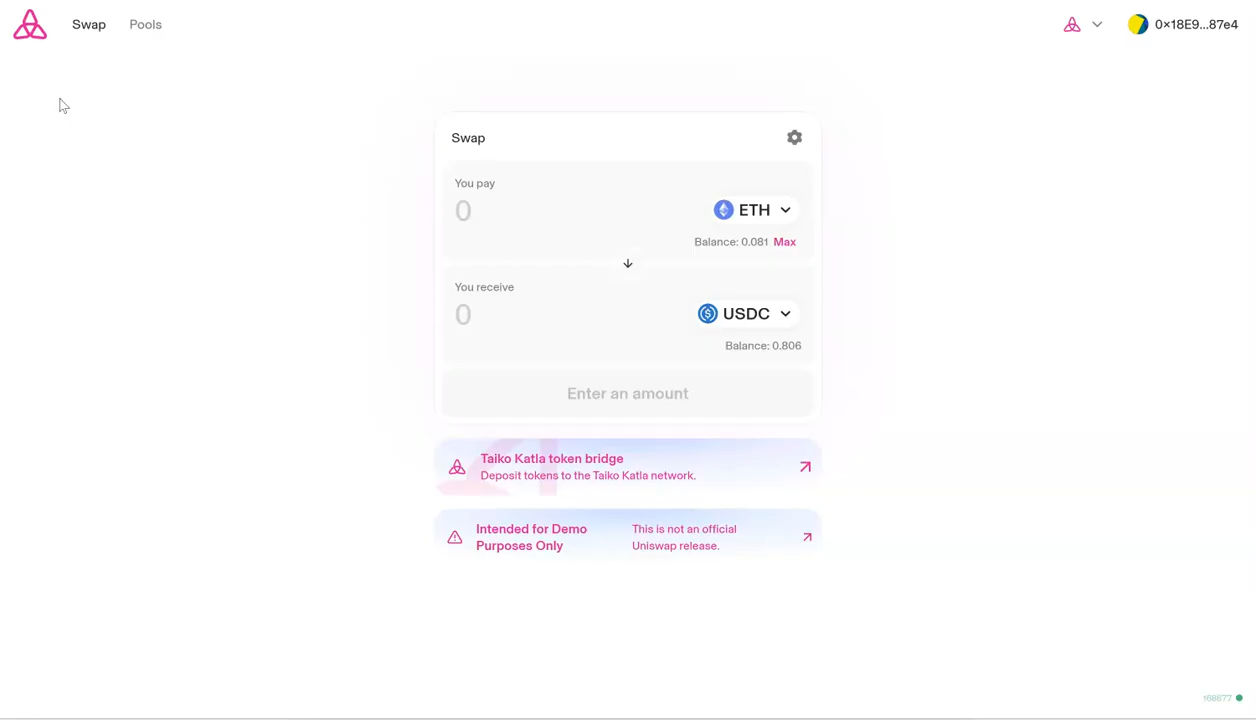 Swap
Pools
0×18E9...87e4
Swap
You pay
0
ETH
Balance: 0.081 Max
You receive
0
USDC
Balance: 0.806
Enter an amount
Taiko Katla token bridge
Deposit tokens to the Taiko Katla network.
Intended for Demo
Purposes Only
This is not an official
Uniswap release.